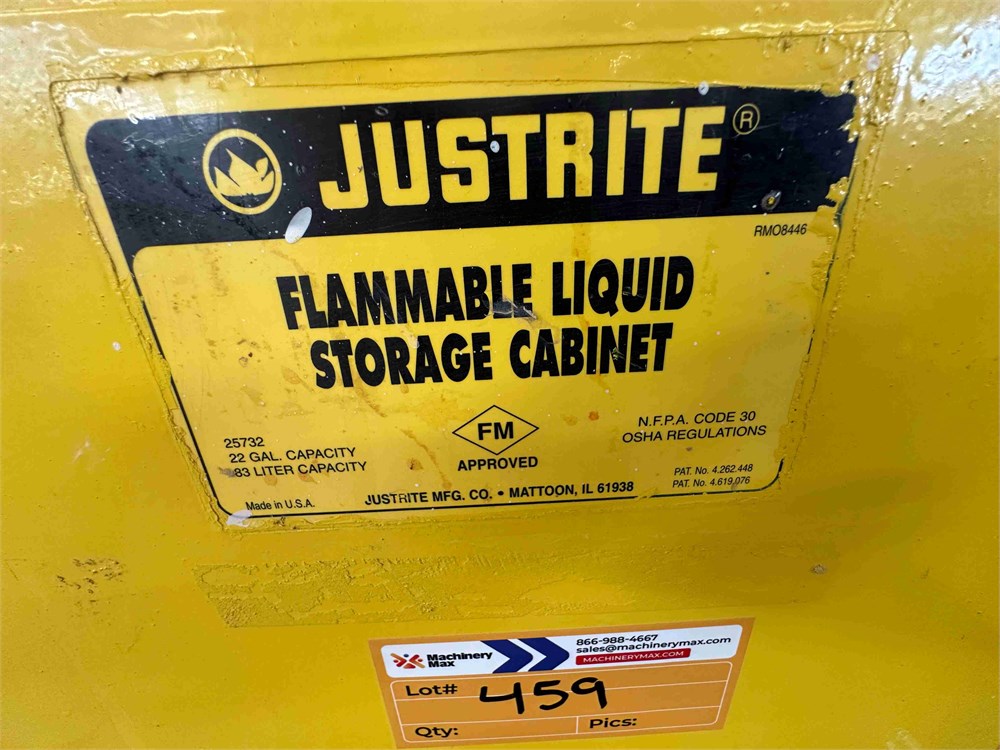 JUSTRITE®
RMO8446
FLAMMABLE LIQUID
STORAGE CABINET
25732
22 GAL. CAPACITY
83 LITER CAPACITY
Made in U.S.A.
FM
APPROVED
N.F.P.A. CODE 30
OSHA REGULATIONS
PAT. No. 4.262.448
PAT. No. 4.619.076
JUSTRITE MFG. CO. • MATTOON, IL 61938
Machinery
Max
866-988-4667
sales@machinerymax.com
MACHINERYMAX.COM
Lot# 459
Qty: Pics: